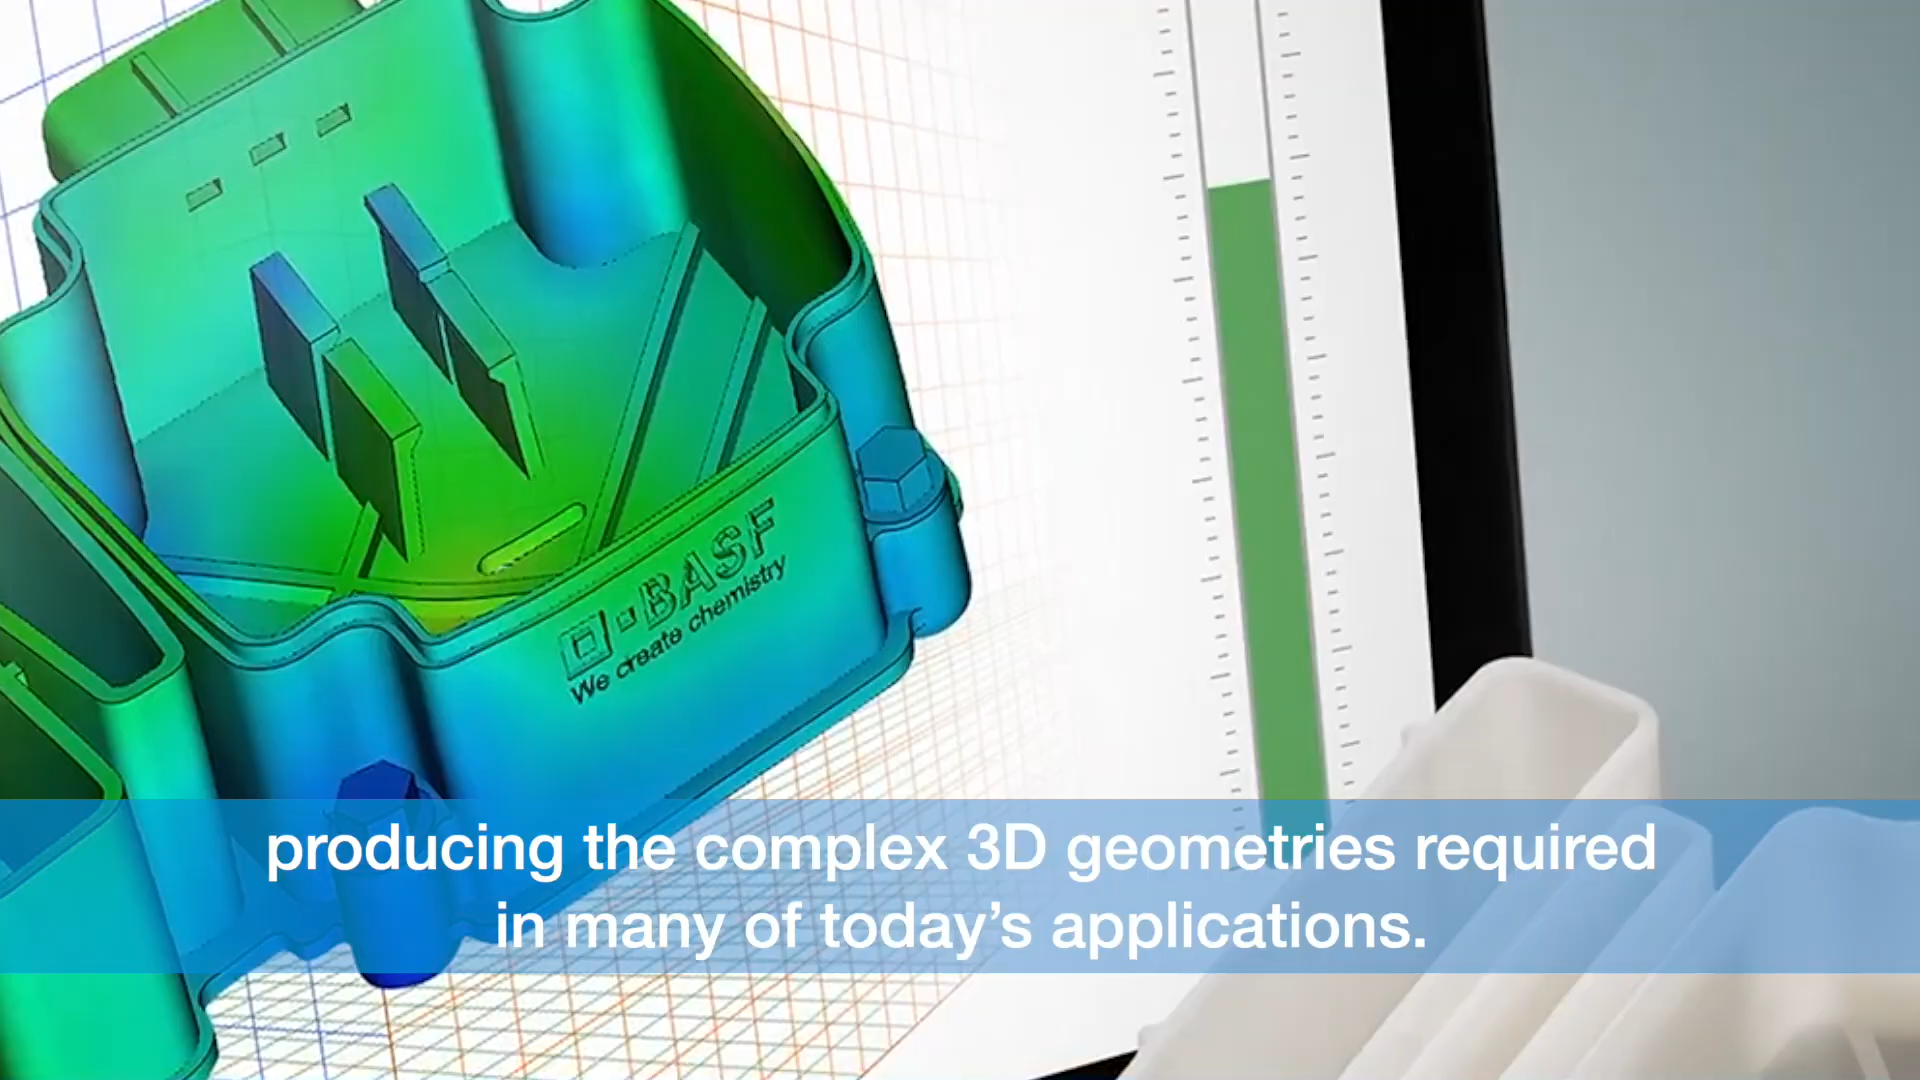 BASF
We create chemistry
producing the complex 3D geometries required
in many of today’s applications.